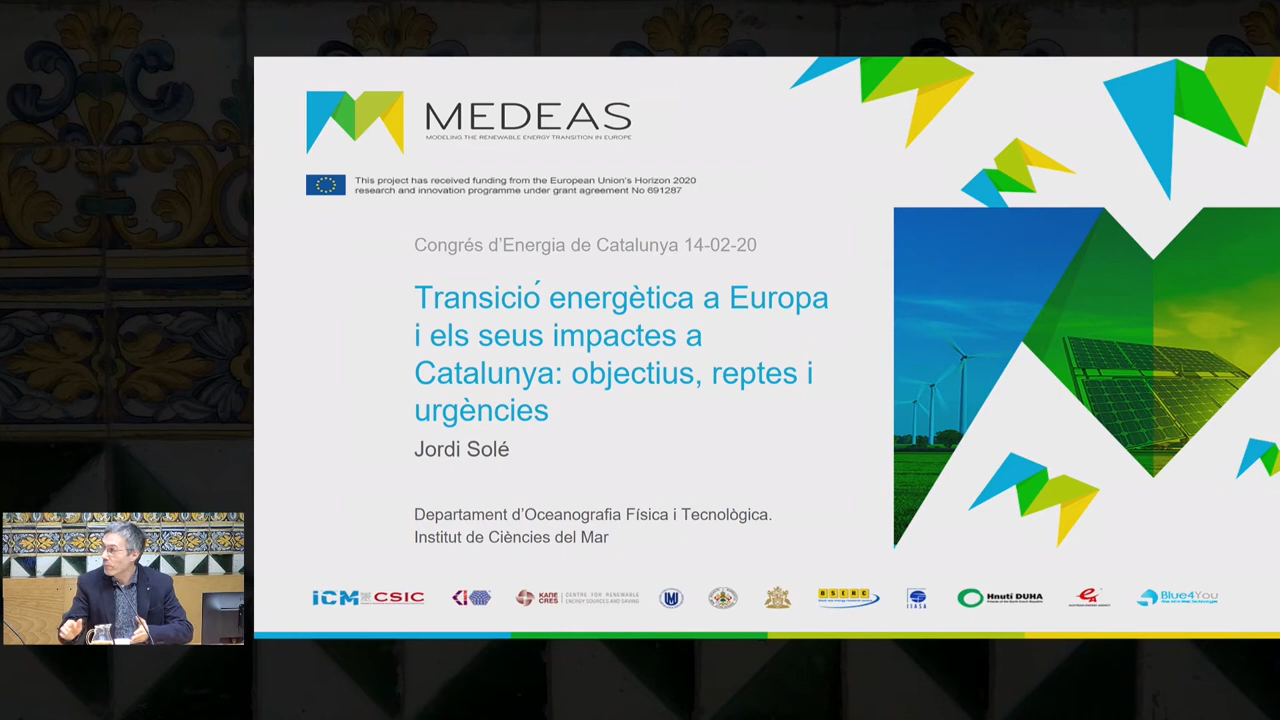 MEDEAS
MODELING THE RENEWABLE ENERGY TRANSITION IN EUROPE
This project has received funding from the European Union's Horizon 2020
research and innovation programme under grant agreement No 691287
Congrés d'Energia de Catalunya 14-02-20
Transició energètica a Europa
i els seus impactes a
Catalunya: objectius, reptes i
urgències
Jordi Solé
Departament d'Oceanografia Física i Tecnològica.
Institut de Ciències del Mar
ICM CSIC
KAΠE CRES CENTRE FOR RENEWABLE ENERGY SOURCES AND SAVING
BSERC
IIASA
Hnutí DUHA
Blue4You